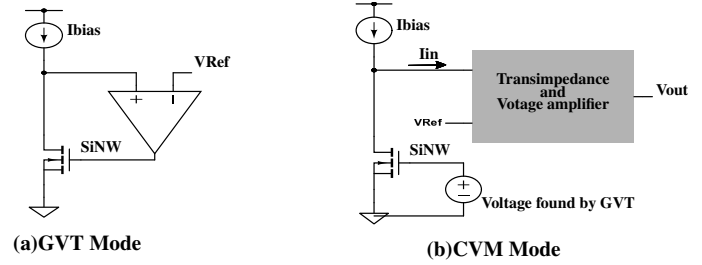 Ibias
VRef
+
SiNW
(a)GVT Mode
Ibias
Iin
Transimpedance
and
Votage amplifier
Vout
VRef
SiNW
+
Voltage found by GVT
(b)CVM Mode